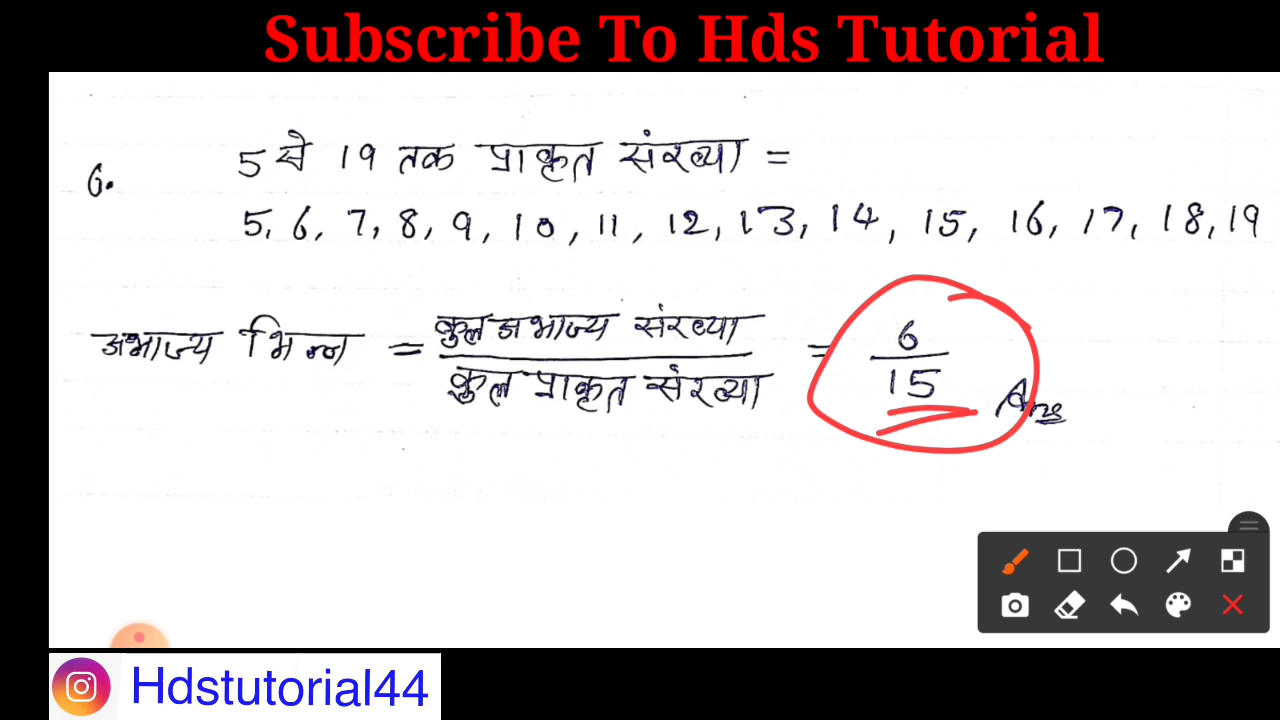 Subscribe To Hds Tutorial
6. 5 से 19 तक प्राकृत संख्या =
5, 6, 7, 8, 9, 10, 11, 12, 13, 14, 15, 16, 17, 18, 19
अभाज्य भिन्न = कुल अभाज्य संख्या / कुल प्राकृत संख्या = 6/15 Ans
Hdstutorial44